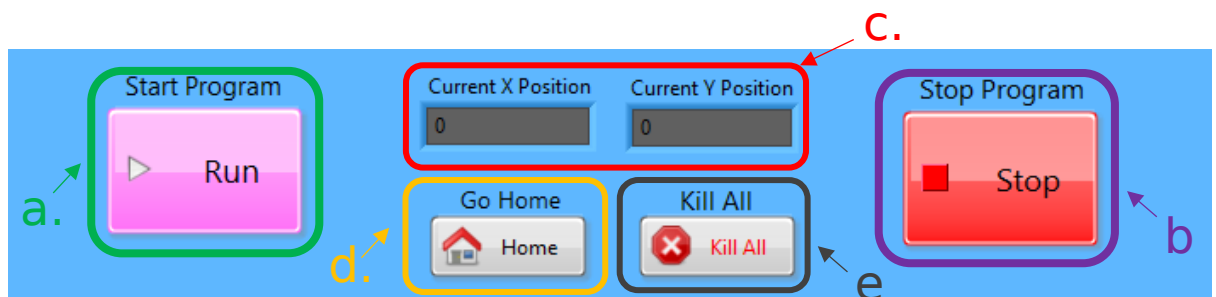 c.
Start Program
Current X Position
Current Y Position
Stop Program
0
0
Run
Stop
a.
Go Home
Kill All
b
d.
Home
Kill All
e